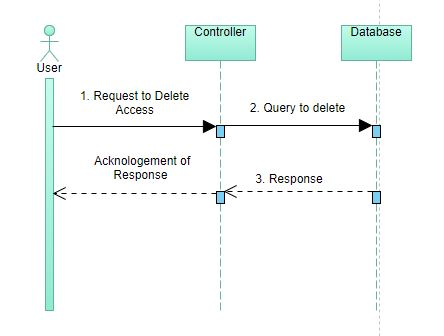 Controller
Database
User
1. Request to Delete
Access
2. Query to delete
Acknologement of
Response
3. Response